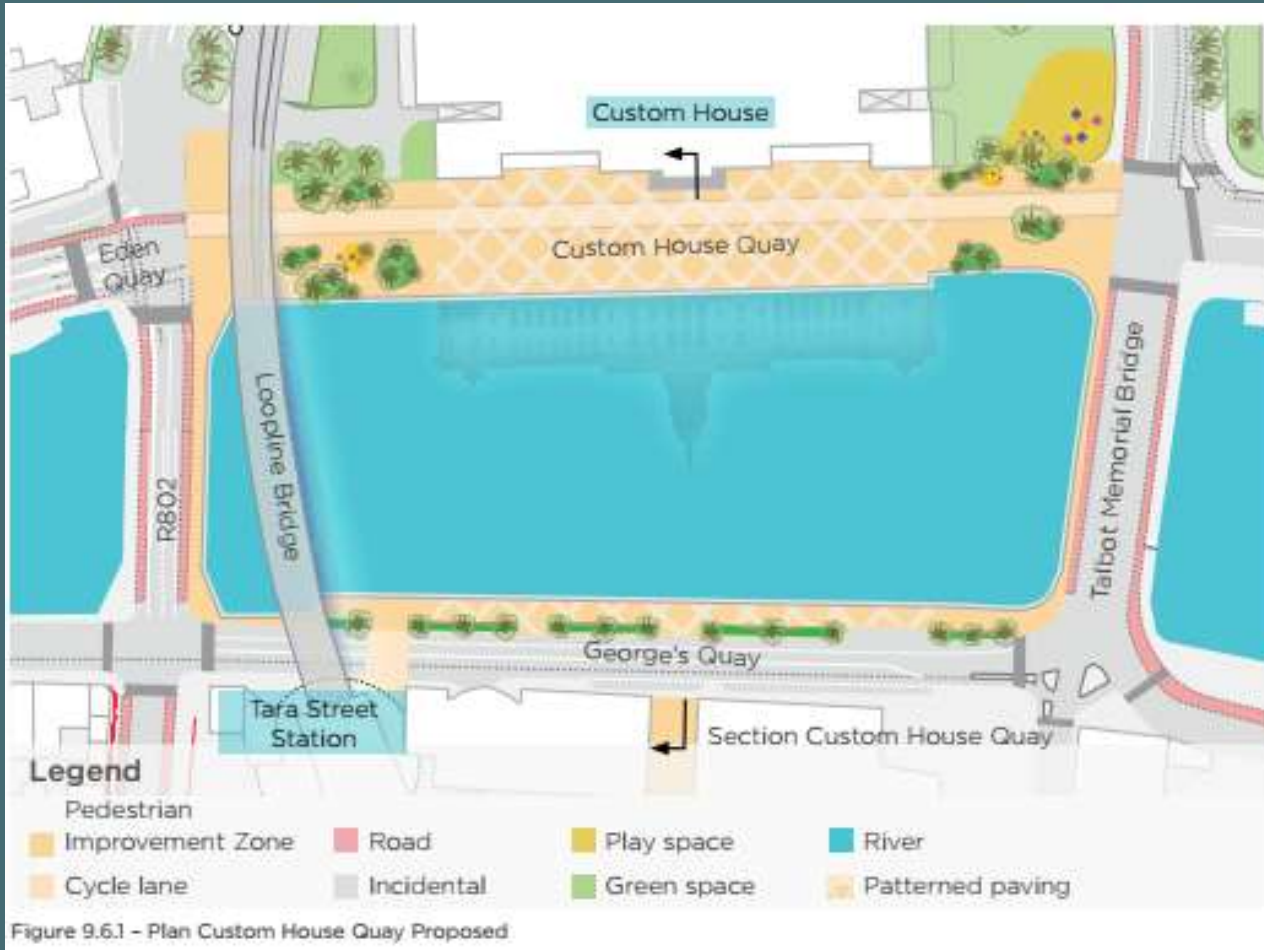 Custom House
Custom House Quay
Eden
Quay
Loopline Bridge
R802
Talbot Memorial Bridge
George's Quay
Tara Street
Station
Section Custom House Quay
Legend
Pedestrian
Improvement Zone
Road
Play space
River
Cycle lane
Incidental
Green space
Patterned paving
Figure 9.6.1 – Plan Custom House Quay Proposed